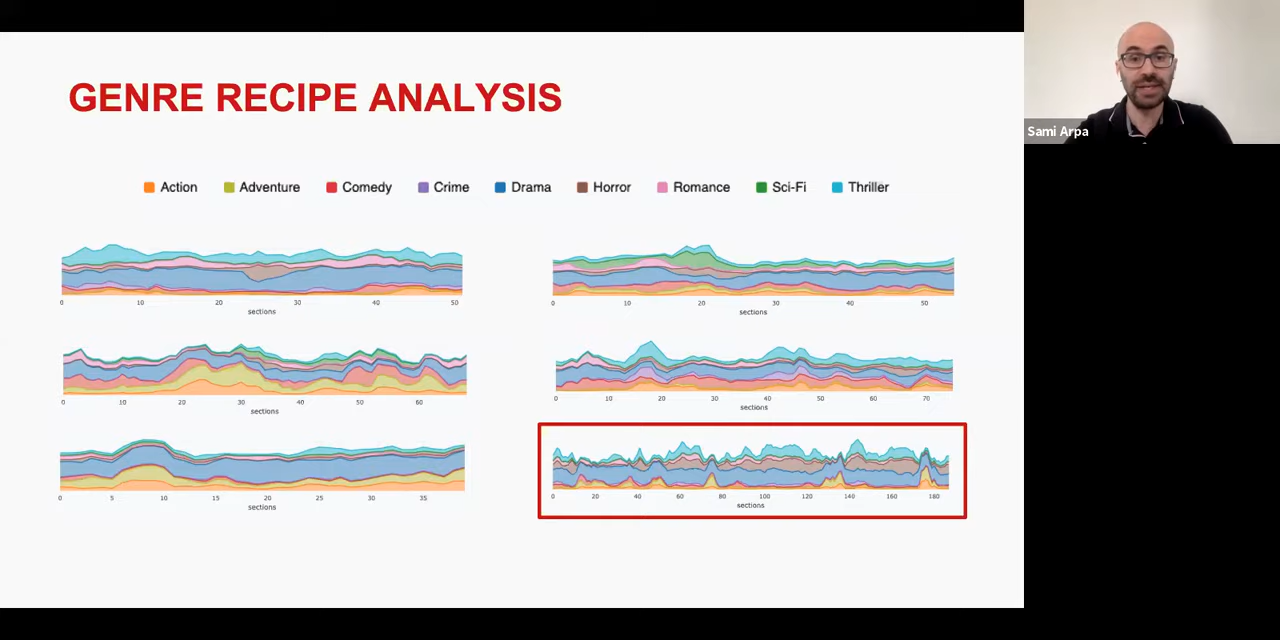 GENRE RECIPE ANALYSIS
Sami Arpa
Action Adventure Comedy Crime Drama Horror Romance Sci-Fi Thriller
0 10 20 30 40 50
sections
0 10 20 30 40 50
sections
0 10 20 30 40 50 60
sections
0 10 20 30 40 50 60 70
sections
0 5 10 15 20 25 30 35
sections
0 20 40 60 80 100 120 140 160 180
sections